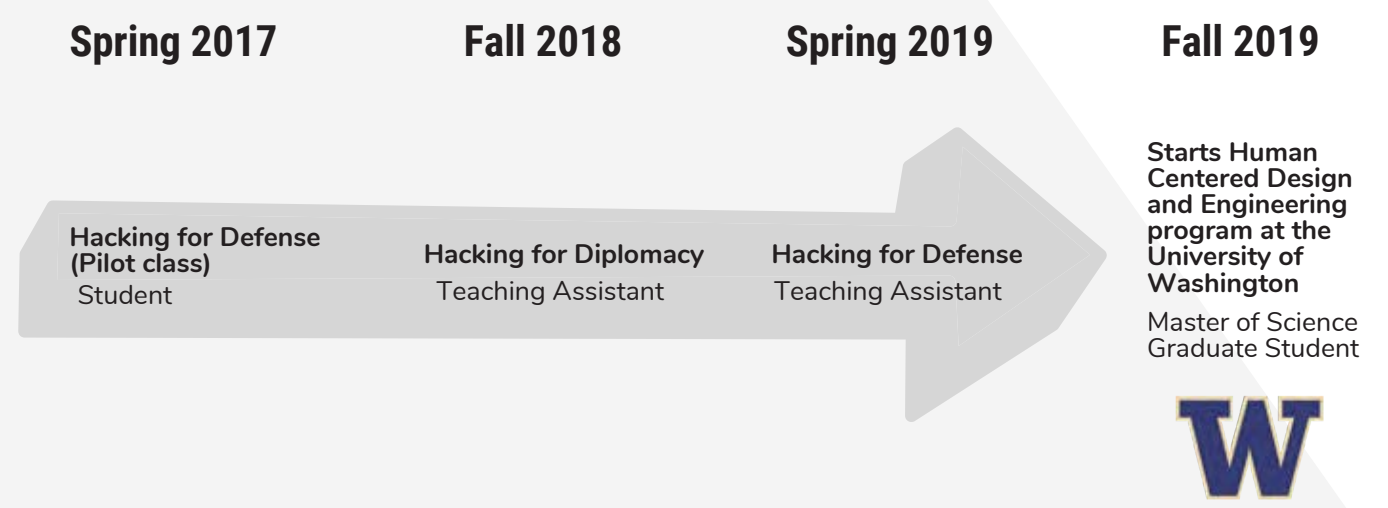 Spring 2017
Fall 2018
Spring 2019
Fall 2019
Hacking for Defense
(Pilot class)
Student
Hacking for Diplomacy
Teaching Assistant
Hacking for Defense
Teaching Assistant
Starts Human
Centered Design
and Engineering
program at the
University of
Washington
Master of Science
Graduate Student
W